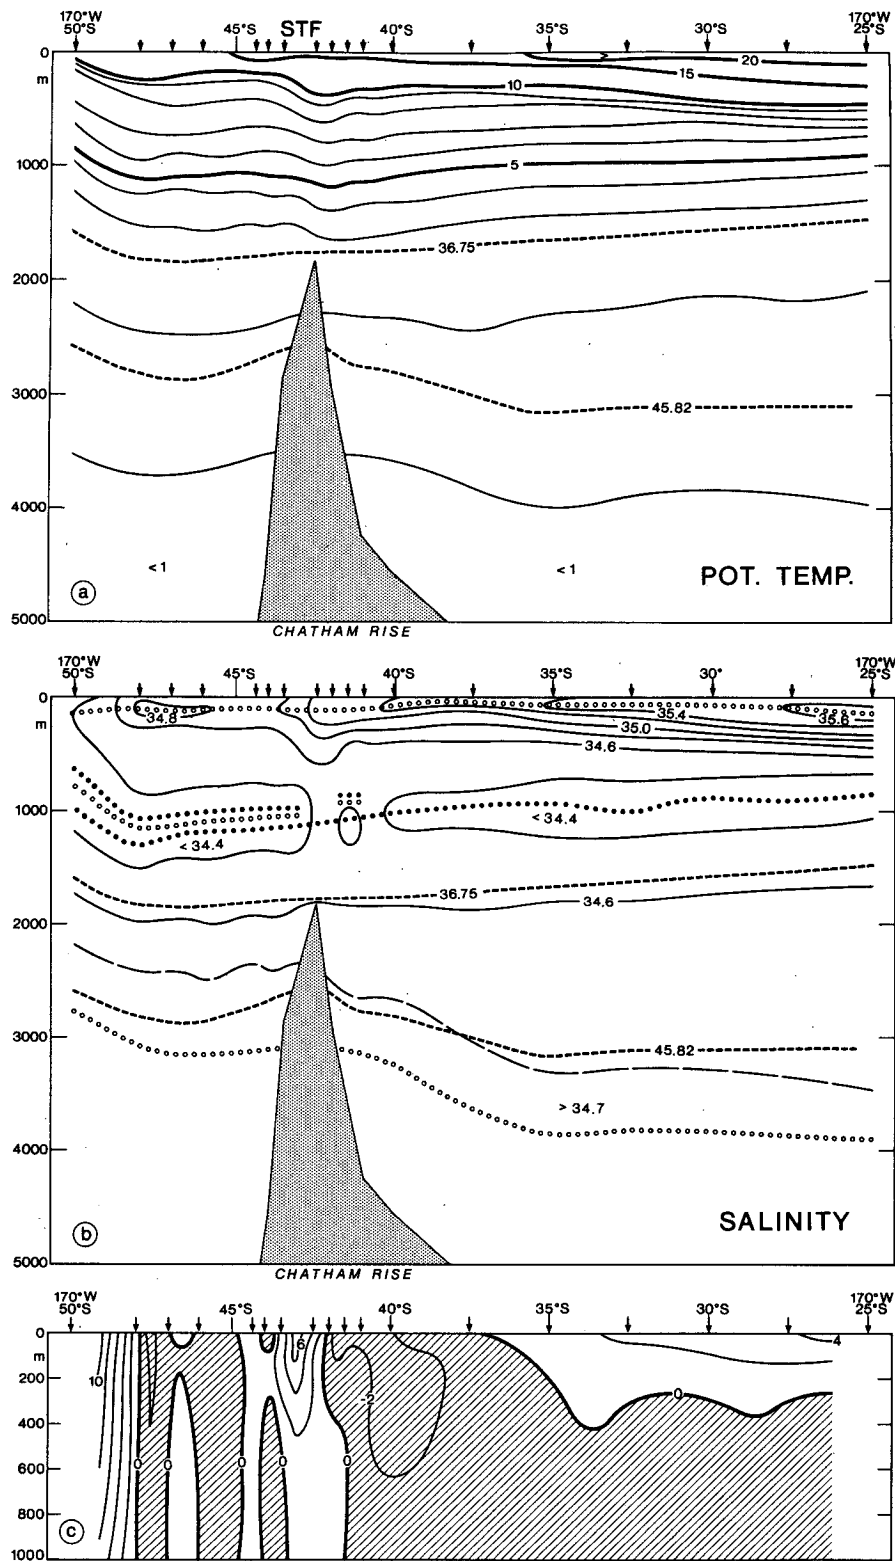 170°W 170°W
50°S 45°S STF 40°S 35°S 30°S 25°S
0
m
20
15
10
1000
5
36.75
2000
3000
45.82
4000
<1 <1
a POT. TEMP.
5000
CHATHAM RISE
170°W 170°W
50°S 45°S 40°S 35°S 30° 25°S
0
m
34.8 35.4 35.6
35.0
34.6
1000
<34.4 <34.4
36.75
34.6
2000
3000
45.82
>34.7
4000
b SALINITY
5000
CHATHAM RISE
170°W 170°W
50°S 45°S 40°S 35°S 30°S 25°S
0
m
6 4
200
10 -2 0
400
600
0 0 0 0 0
800
c
1000